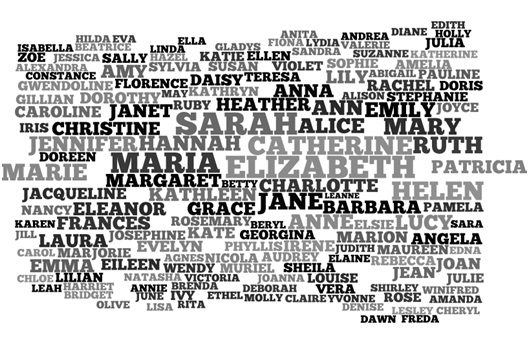 EDITH
ANITA ANDREA DIANE HOLLY
HILDA EVA ELLA FIONA LYDIA VALERIE JULIA
ISABELLA BEATRICE LINDA GLADYS SANDRA SUZANNE KATHERINE
ZOE JESSICA SALLY HAZEL KATIE ELLEN SOPHIE AMELIA
ALEXANDRA AMY SYLVIA SUSAN VIOLET LILY ABIGAIL PAULINE
CONSTANCE FLORENCE DAISY TERESA RACHEL DORIS
GWENDOLINE MAY KATHRYN ANNA ALISON STEPHANIE
GILLIAN DOROTHY RUBY HEATHER ANN EMILY JOYCE
CAROLINE JANET SARAH ALICE MARY
IRIS CHRISTINE
JENNIFER HANNAH CATHERINE RUTH
DOREEN MARIA ELIZABETH PATRICIA
MARIE MARGARET BETTY CHARLOTTE HELEN
JACQUELINE KATHLEEN JANE LEANNE
NANCY ELEANOR GRACE BARBARA PAMELA
KAREN FRANCES ROSEMARY BERYL ANNE ELSIE LUCY SARA
JILL LAURA JOSEPHINE KATE GEORGINA MARION ANGELA
CAROL MARJORIE EVELYN PHYLLIS IRENE JUDITH MAUREEN EDNA
EMMA EILEEN AGNES NICOLA AUDREY ELAINE REBECCA JOAN
CHLOE LILIAN WENDY MURIEL SHEILA JEAN
LEAH HARRIET NATASHA VICTORIA JOANNA LOUISE JULIE
BRIDGET ANNIE BRENDA DEBORAH VERA SHIRLEY WINIFRED
JUNE IVY ETHEL MOLLY CLAIRE YVONNE ROSE AMANDA
OLIVE LISA RITA DENISE LESLEY CHERYL
DAWN FREDA